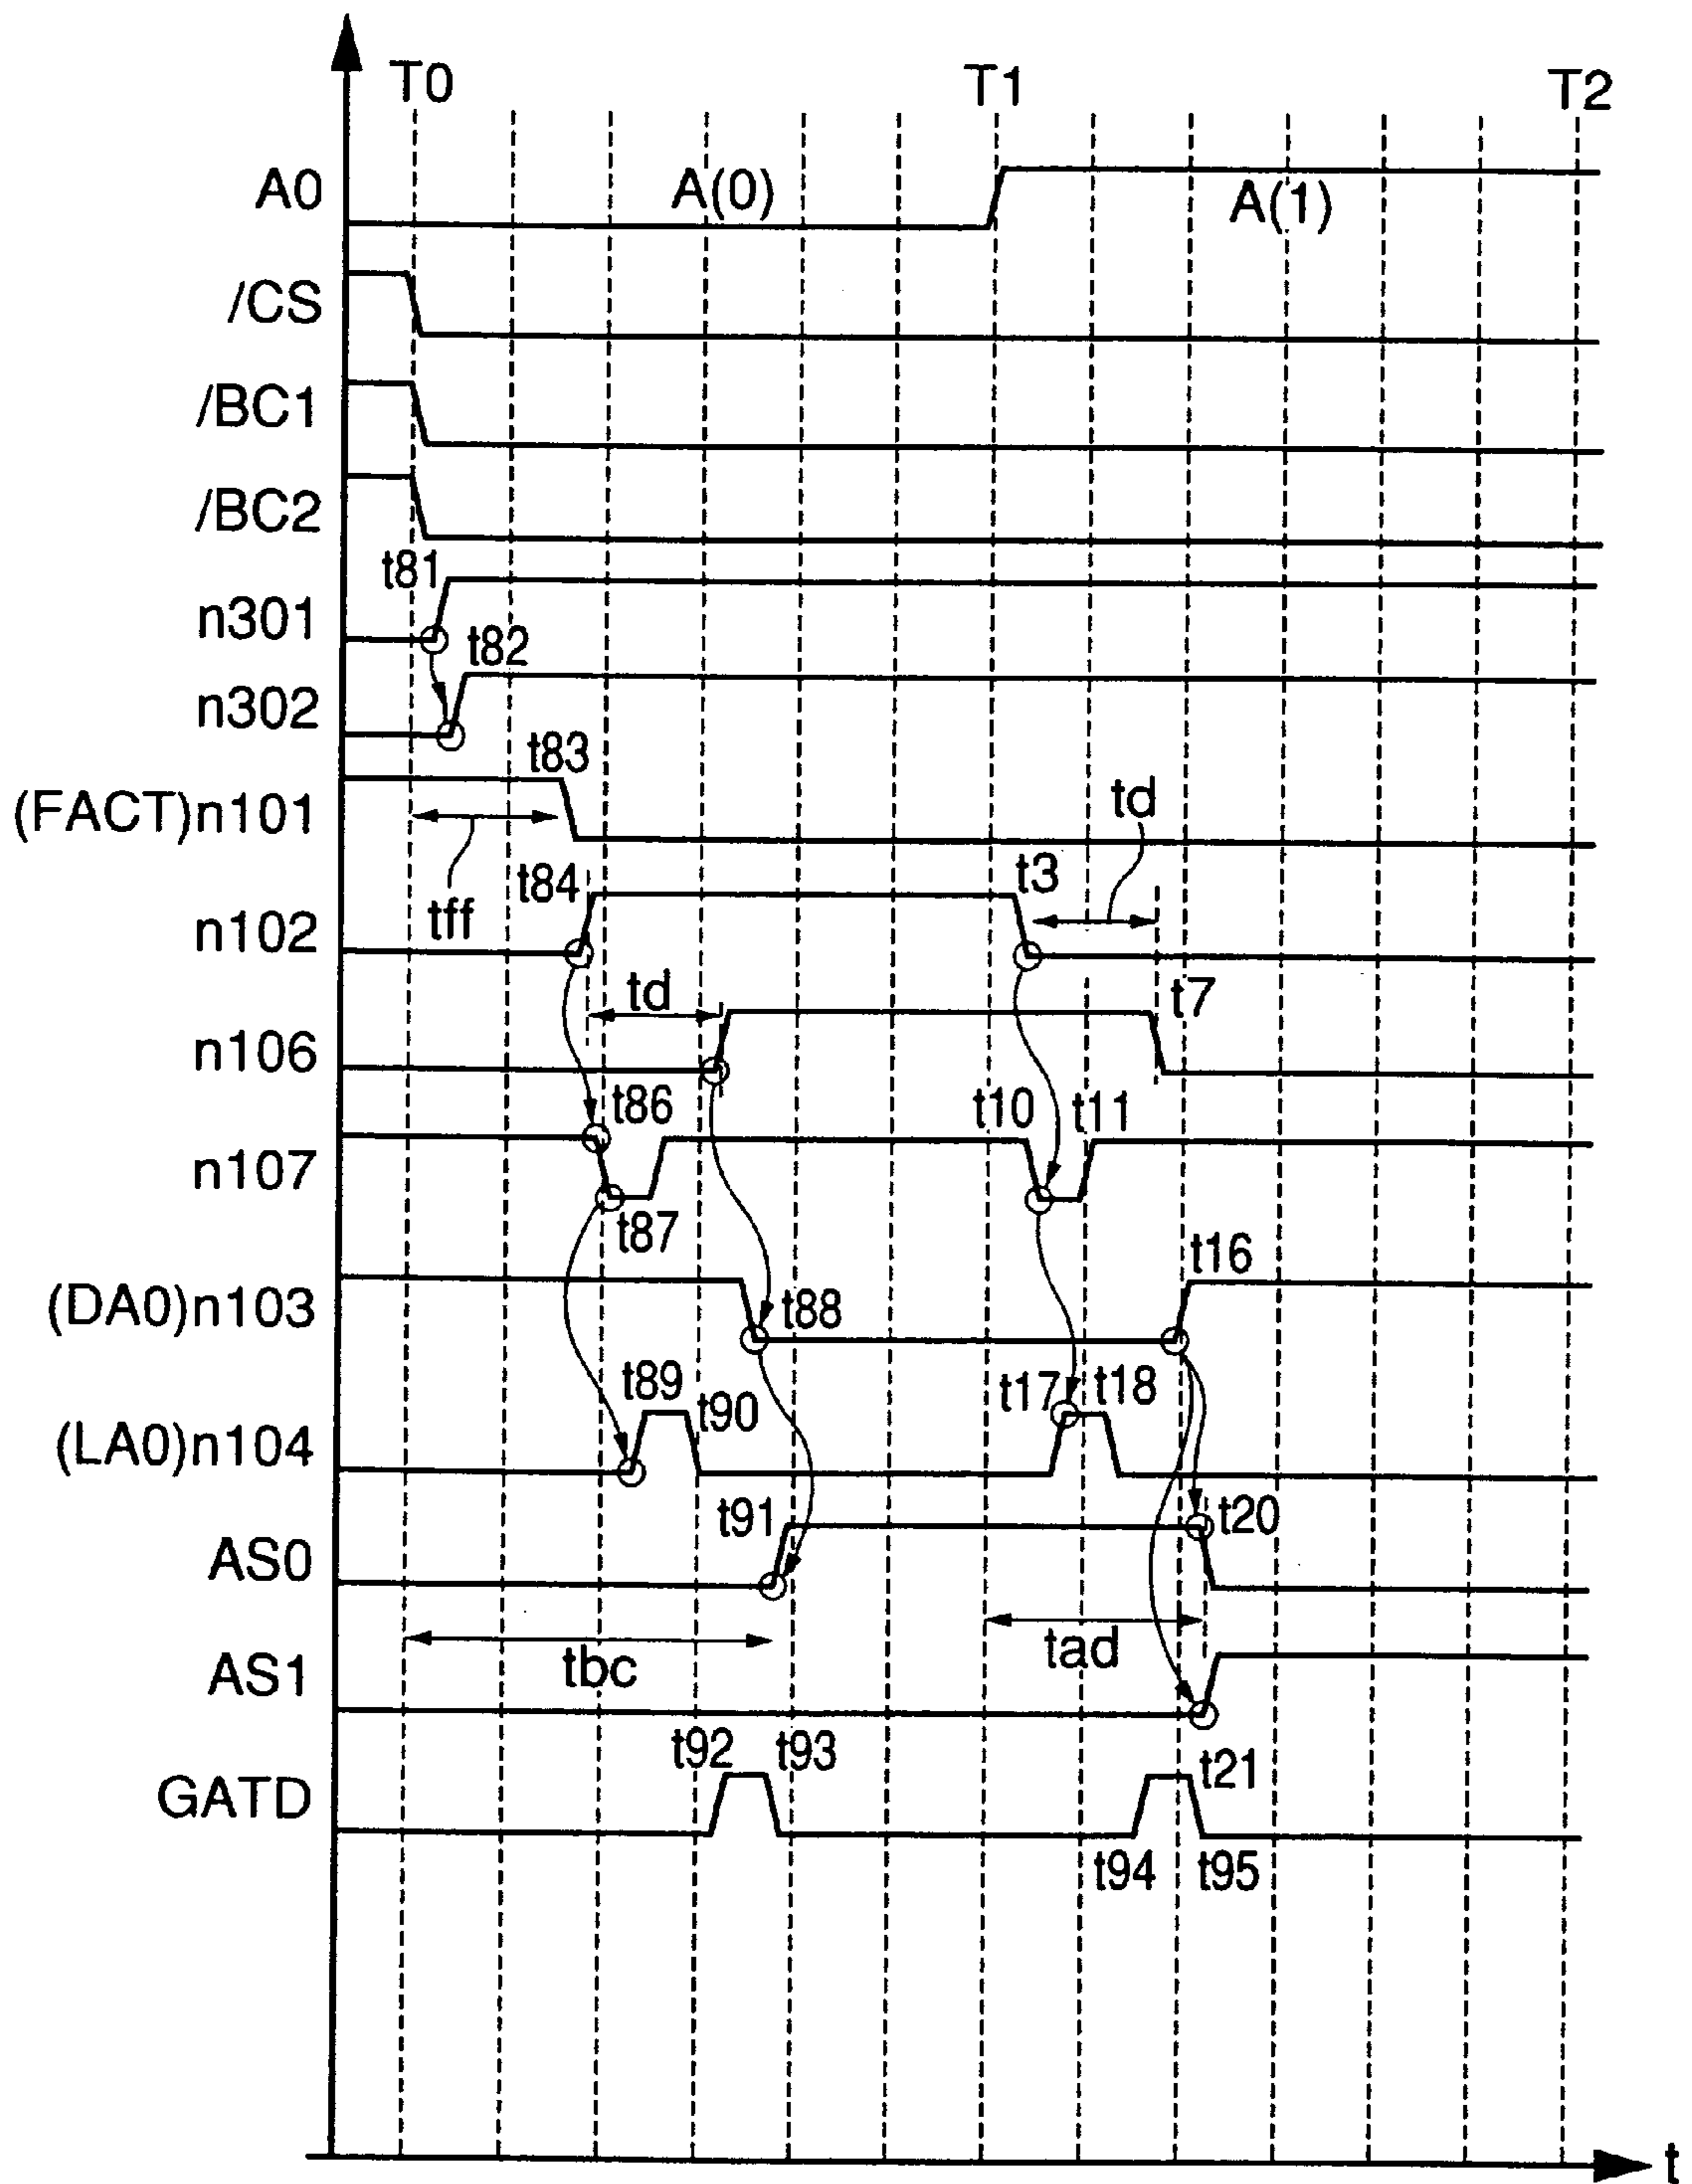 T0 T1 T2
A0 A(0) A(1)
/CS
/BC1
/BC2
t81
n301
t82
n302
t83
(FACT)n101 td
tff t84 t3
n102
td t7
n106
t86 t10 t11
n107
t87
t16
(DA0)n103 t88
t89 t90 t17 t18
(LA0)n104
t91 t20
AS0
tbc tad
AS1
t92 t93 t21
GATD
t94 t95
t